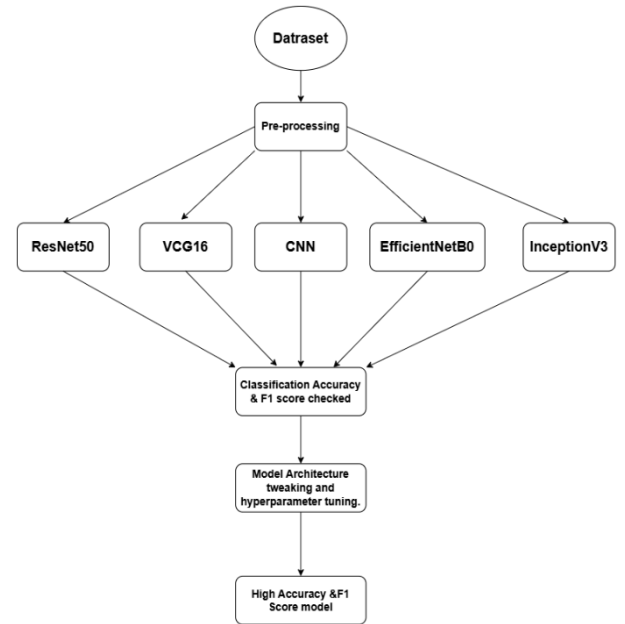 Datraset
Pre-processing
ResNet50
VCG16
CNN
EfficientNetB0
InceptionV3
Classification Accuracy
& F1 score checked
Model Architecture
tweaking and
hyperparameter tuning.
High Accuracy &F1
Score model